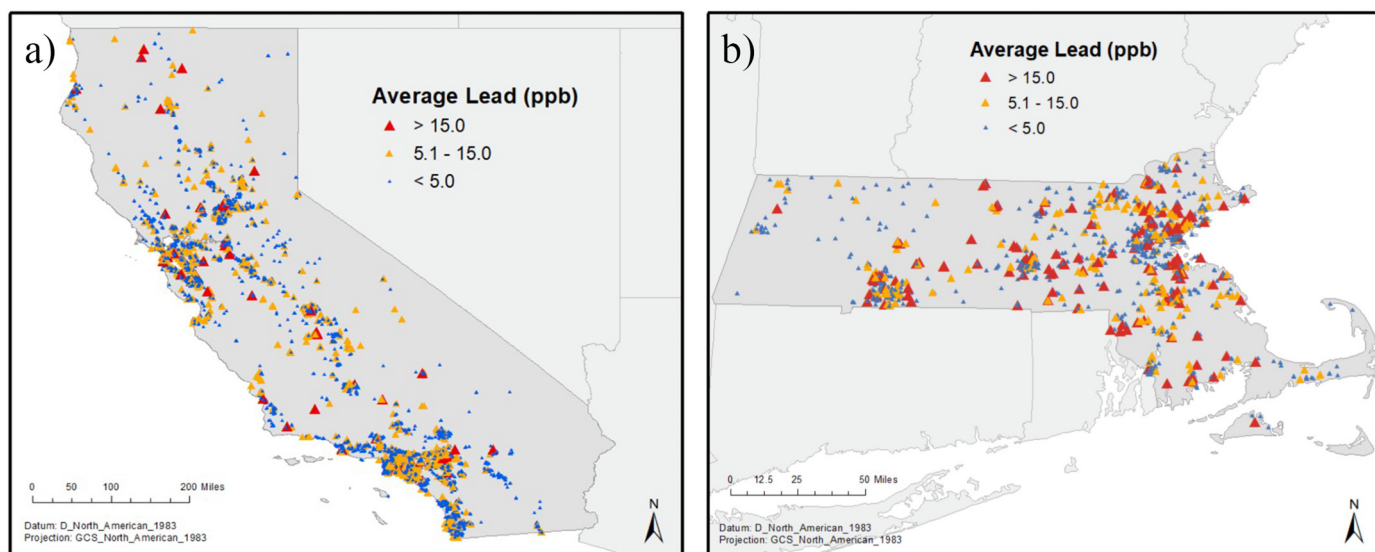 a)
Average Lead (ppb)
> 15.0
5.1 - 15.0
< 5.0
0 50 100 200 Miles
Datum: D_North_American_1983
Projection: GCS_North_American_1983
N
b)
Average Lead (ppb)
> 15.0
5.1 - 15.0
< 5.0
0 12.5 25 50 Miles
Datum: D_North_American_1983
Projection: GCS_North_American_1983
N